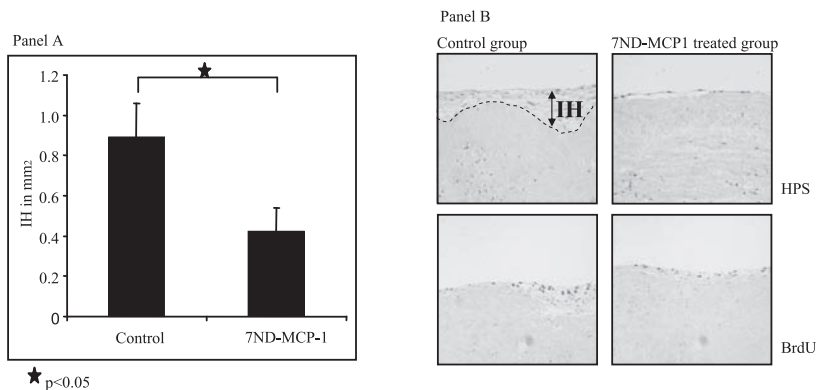 Panel A
1.2
1.0
0.8
0.6
0.4
0.2
0
IH in mm2
Control
7ND-MCP-1
★ p<0.05
Panel B
Control group
7ND-MCP1 treated group
IH
HPS
BrdU